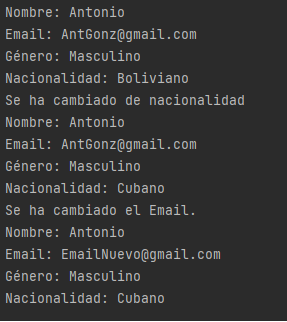 Nombre: Antonio
Email: AntGonz@gmail.com
Género: Masculino
Nacionalidad: Boliviano
Se ha cambiado de nacionalidad
Nombre: Antonio
Email: AntGonz@gmail.com
Género: Masculino
Nacionalidad: Cubano
Se ha cambiado el Email.
Nombre: Antonio
Email: EmailNuevo@gmail.com
Género: Masculino
Nacionalidad: Cubano